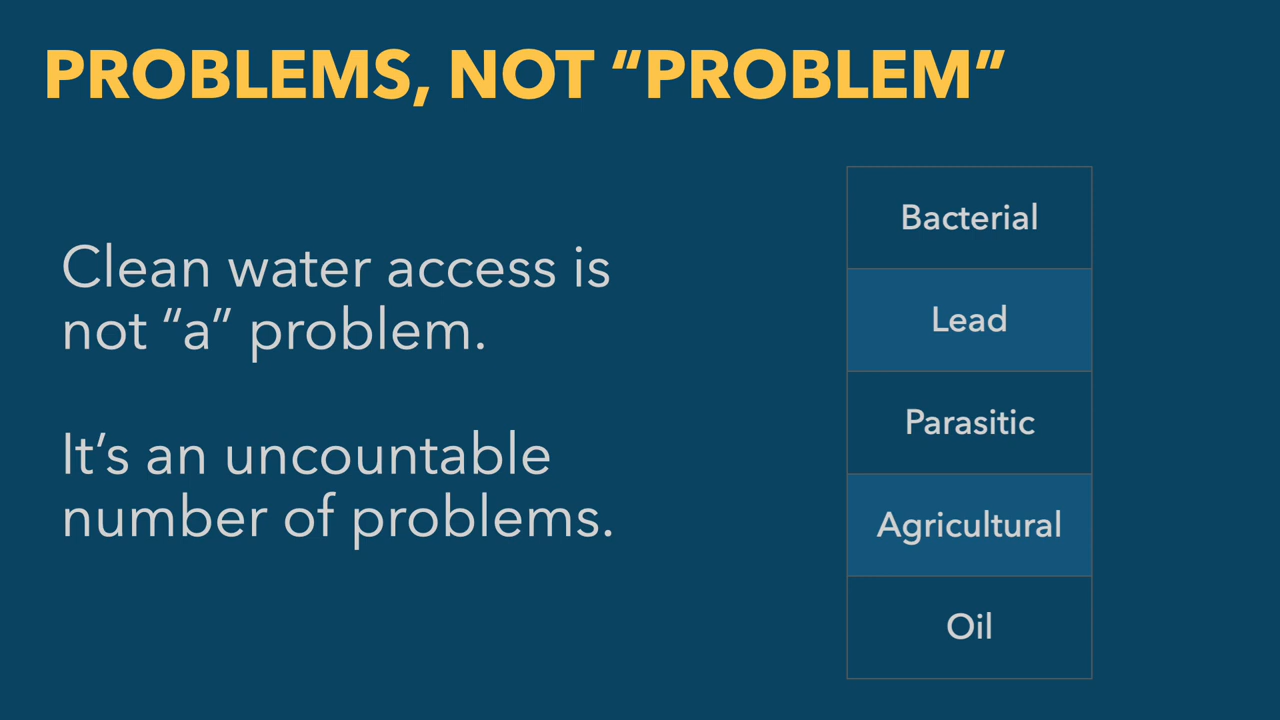 PROBLEMS, NOT “PROBLEM”
Clean water access is
not “a” problem.
It’s an uncountable
number of problems.
Bacterial
Lead
Parasitic
Agricultural
Oil